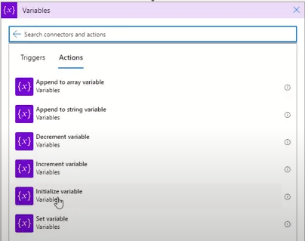 {x} Variables
Search connectors and actions
Triggers Actions
{x} Append to array variable
Variables
{x} Append to string variable
Variables
{x} Decrement variable
Variables
{x} Increment variable
Variables
{x} Initialize variable
Variables
{x} Set variable
Variables